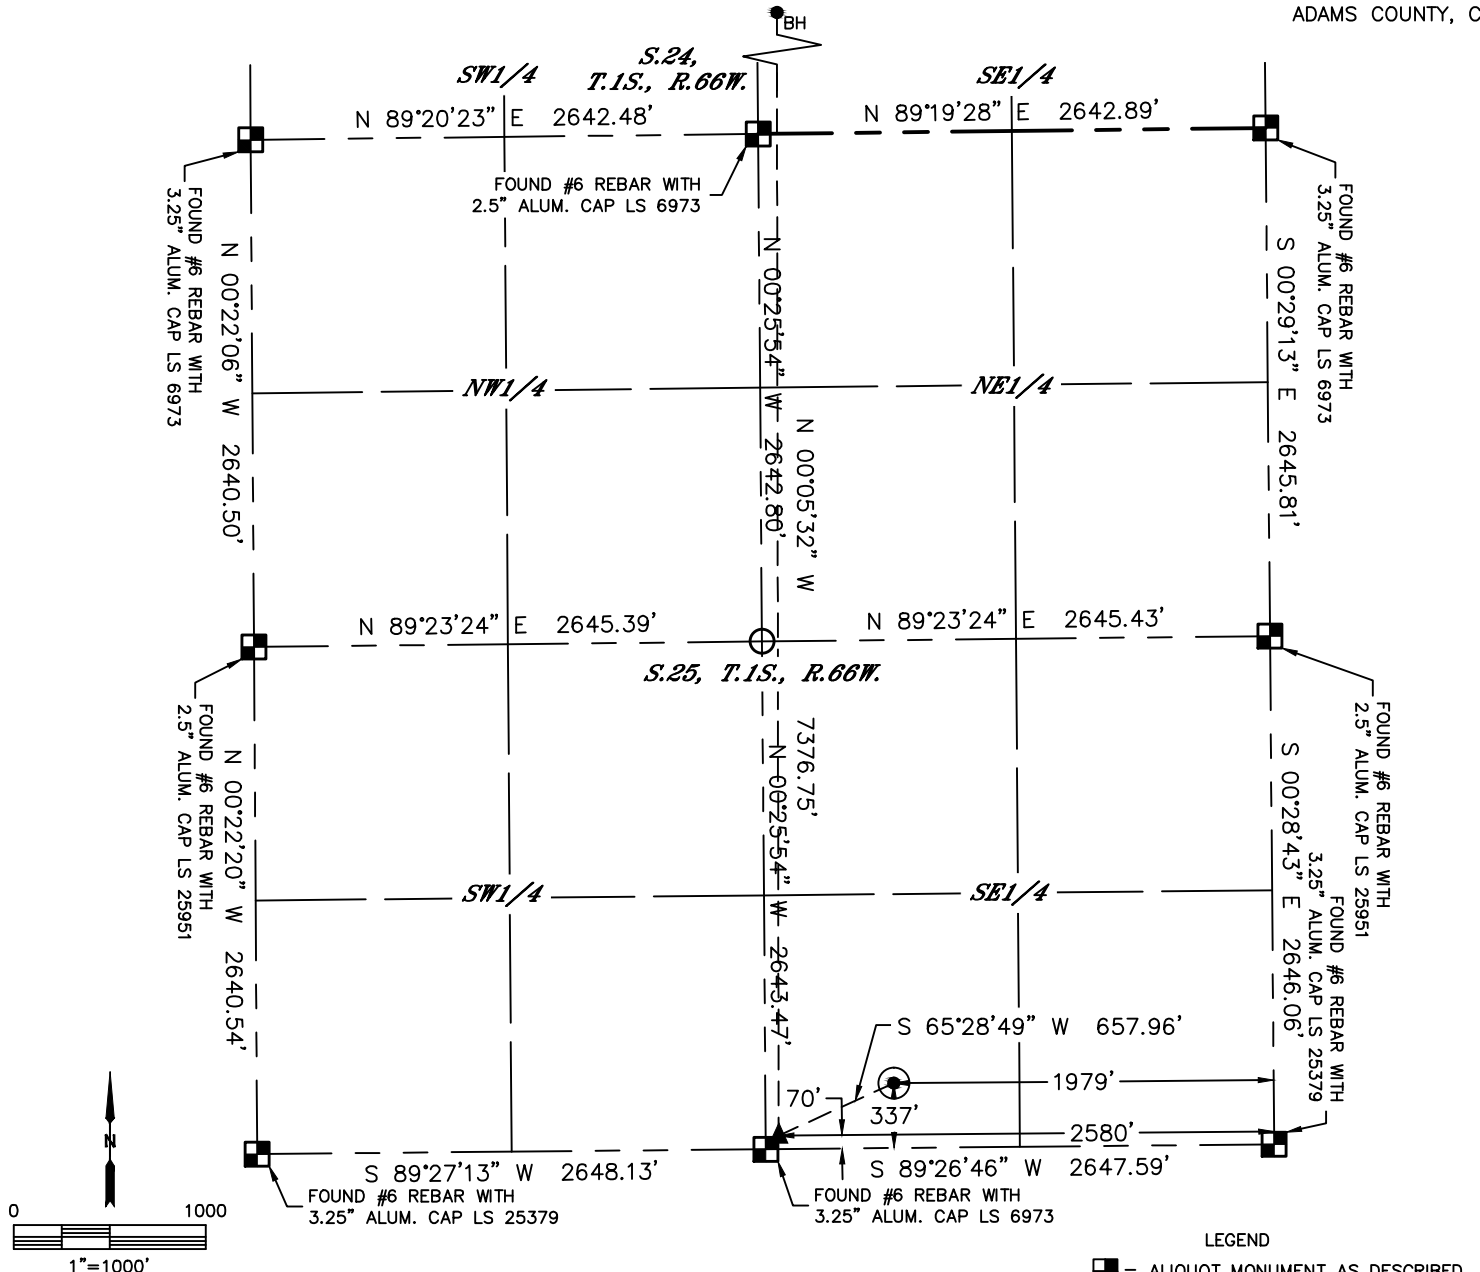 ADAMS COUNTY, C
BH
S.24,
T.1S., R.66W.
SW1/4
SE1/4
N 89°20'23" E 2642.48'
N 89°19'28" E 2642.89'
FOUND #6 REBAR WITH
3.25" ALUM. CAP LS 6973
FOUND #6 REBAR WITH
2.5" ALUM. CAP LS 6973
FOUND #6 REBAR WITH
3.25" ALUM. CAP LS 6973
N 00°22'06" W 2640.50'
N 00°25'54" W 2642.80'
N 00°05'32" W
S 00°29'13" E 2645.81'
NW1/4
NE1/4
N 89°23'24" E 2645.39'
N 89°23'24" E 2645.43'
S.25, T.1S., R.66W.
FOUND #6 REBAR WITH
2.5" ALUM. CAP LS 25951
FOUND #6 REBAR WITH
2.5" ALUM. CAP LS 25951
N 00°22'20" W 2640.54'
N 00°25'54" W 2643.47'
7376.75'
S 00°28'43" E 2646.06'
FOUND #6 REBAR WITH
3.25" ALUM. CAP LS 25379
SW1/4
SE1/4
S 65°28'49" W 657.96'
1979'
70'
337'
2580'
S 89°27'13" W 2648.13'
S 89°26'46" W 2647.59'
FOUND #6 REBAR WITH
3.25" ALUM. CAP LS 25379
FOUND #6 REBAR WITH
3.25" ALUM. CAP LS 6973
N
0 1000
1"=1000'
LEGEND
= ALIQUOT MONUMENT AS DESCRIBED